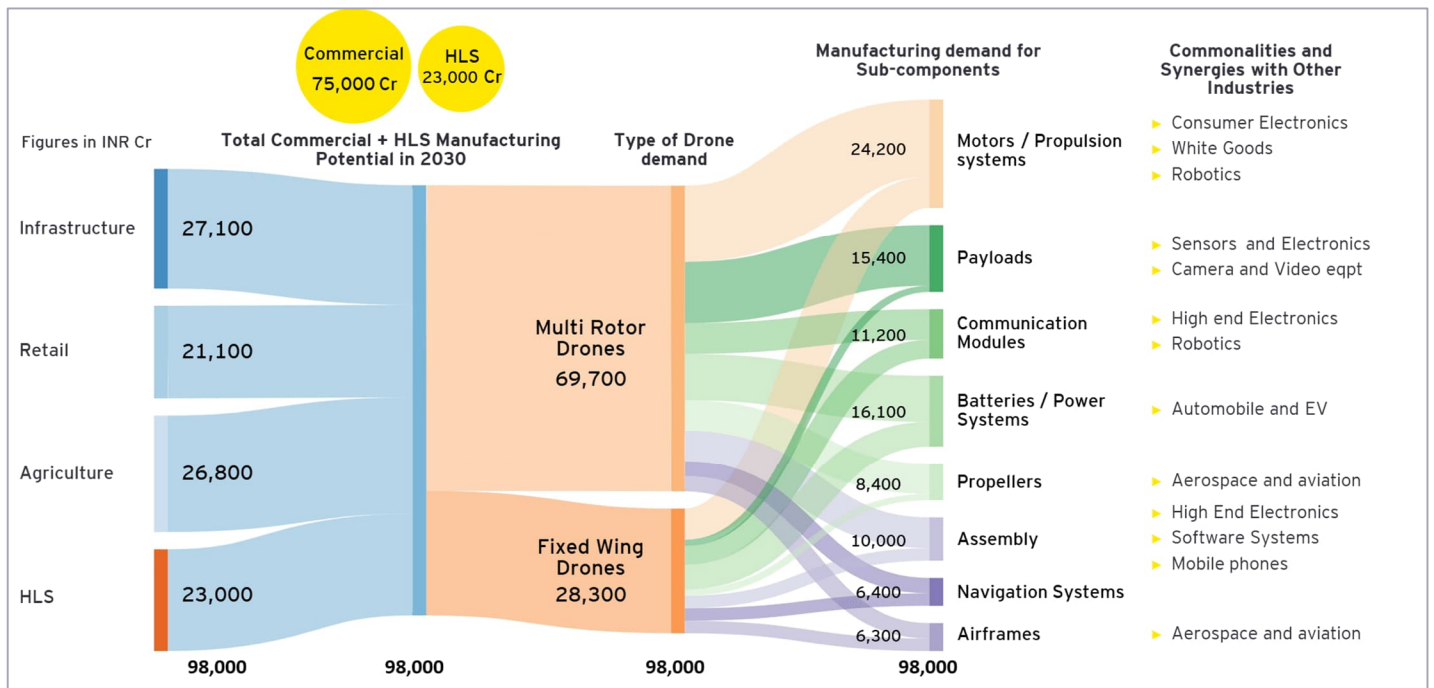 Commercial
75,000 Cr
HLS
23,000 Cr
Figures in INR Cr
Total Commercial + HLS Manufacturing
Potential in 2030
Type of Drone
demand
Manufacturing demand for
Sub-components
Commonalities and
Synergies with Other
Industries
Infrastructure
27,100
Retail
21,100
Agriculture
26,800
HLS
23,000
Multi Rotor
Drones
69,700
Fixed Wing
Drones
28,300
24,200
Motors / Propulsion
systems
Consumer Electronics
White Goods
Robotics
15,400
Payloads
Sensors and Electronics
Camera and Video eqpt
11,200
Communication
Modules
High end Electronics
Robotics
16,100
Batteries / Power
Systems
Automobile and EV
8,400
Propellers
Aerospace and aviation
10,000
Assembly
High End Electronics
Software Systems
Mobile phones
6,400
Navigation Systems
6,300
Airframes
Aerospace and aviation
98,000
98,000
98,000
98,000